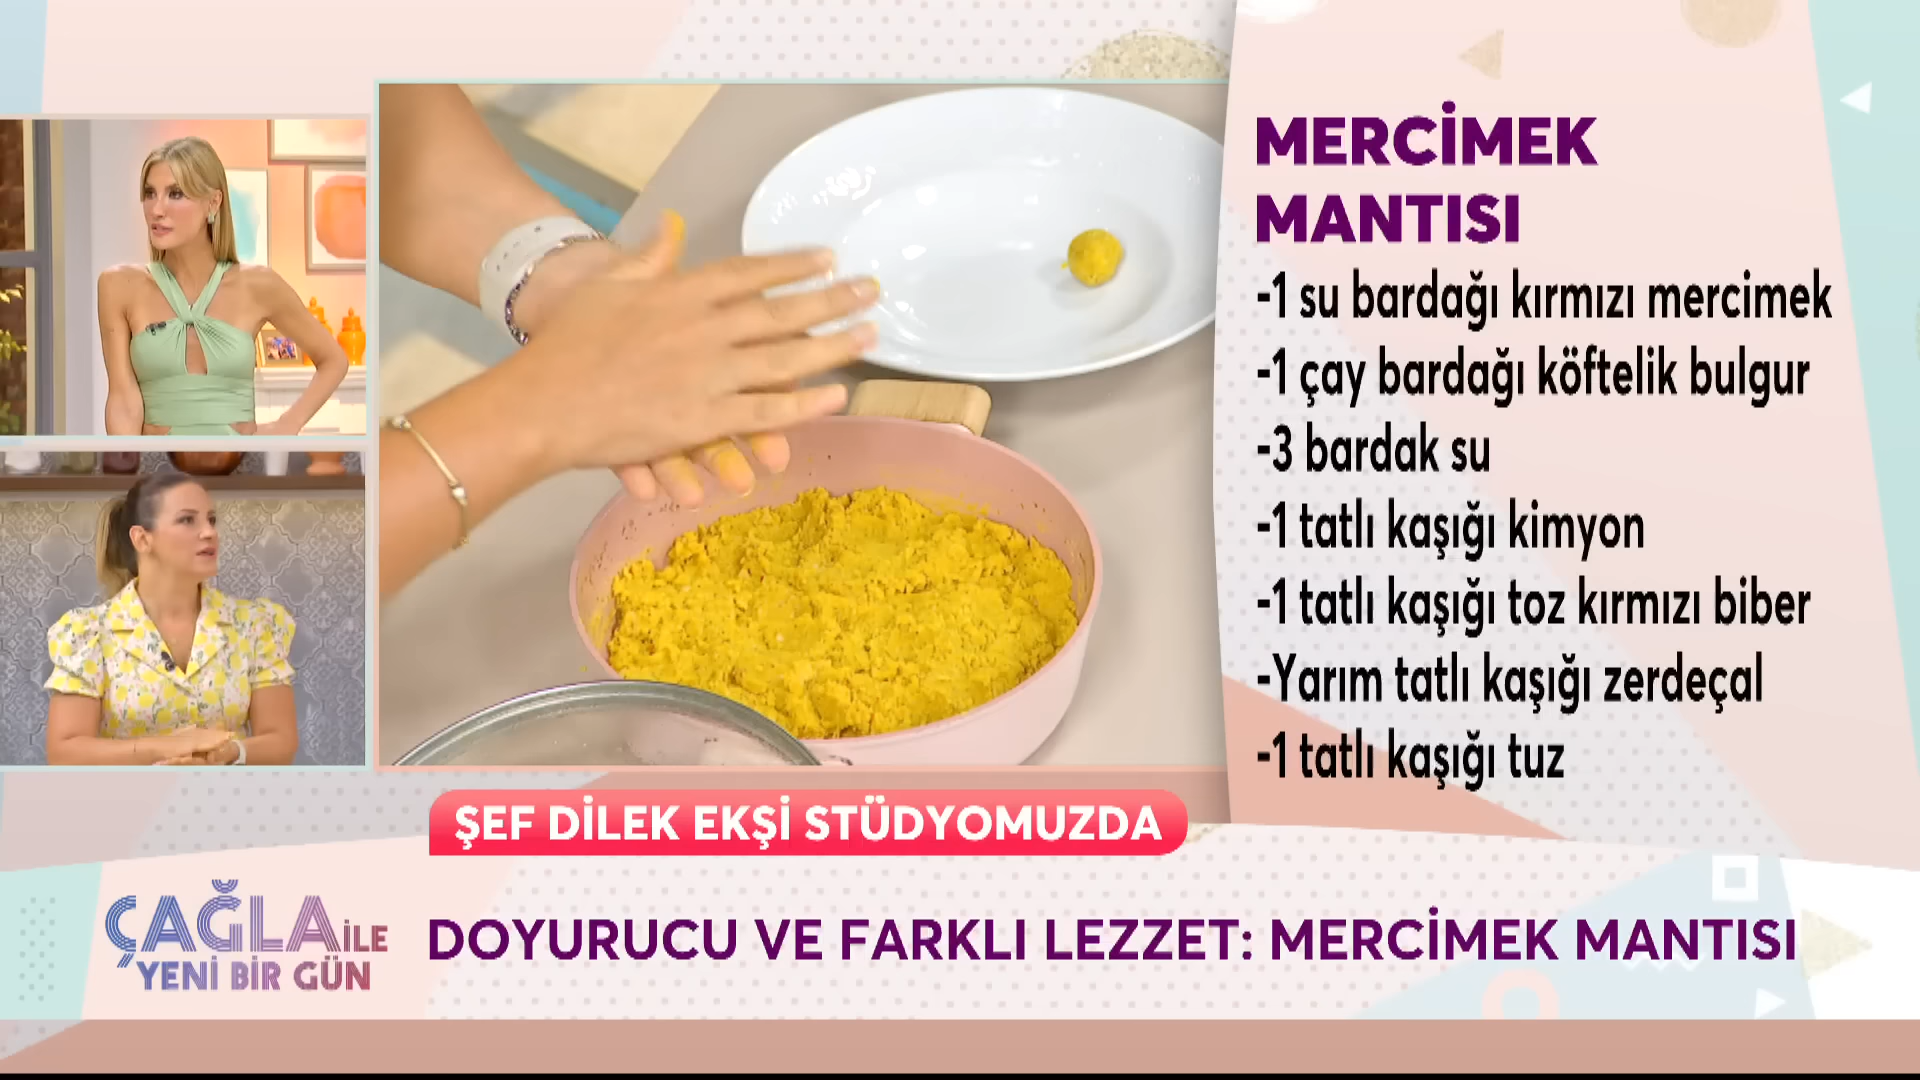 MERCİMEK
MANTISI
-1 su bardağı kırmızı mercimek
-1 çay bardağı köftelik bulgur
-3 bardak su
-1 tatlı kaşığı kimyon
-1 tatlı kaşığı toz kırmızı biber
-Yarım tatlı kaşığı zerdeçal
-1 tatlı kaşığı tuz
ŞEF DİLEK EKŞİ STÜDYOMUZDA
ÇAĞLA İLE
YENİ BİR GÜN
DOYURUCU VE FARKLI LEZZET: MERCİMEK MANTISI